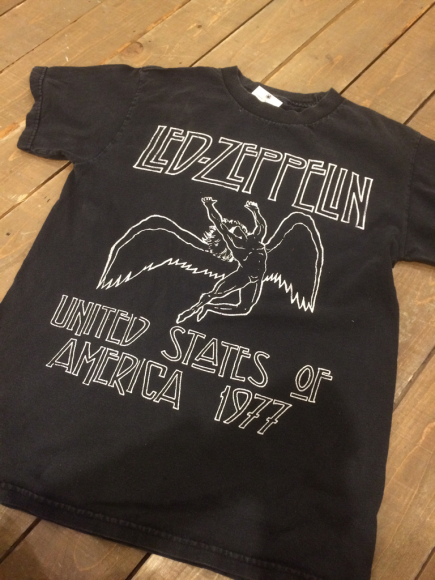 LED-ZEPPELIN
UNITED STATES OF
AMERICA 1977